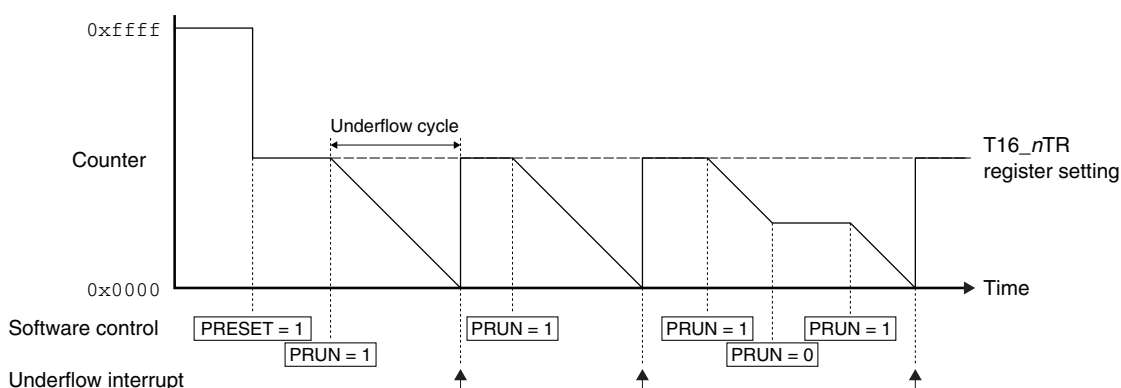 0xffff
Underflow cycle
Counter
T16_nTR
register setting
0x0000
Time
Software control
PRESET = 1
PRUN = 1
PRUN = 1
PRUN = 1
PRUN = 1
PRUN = 0
Underflow interrupt